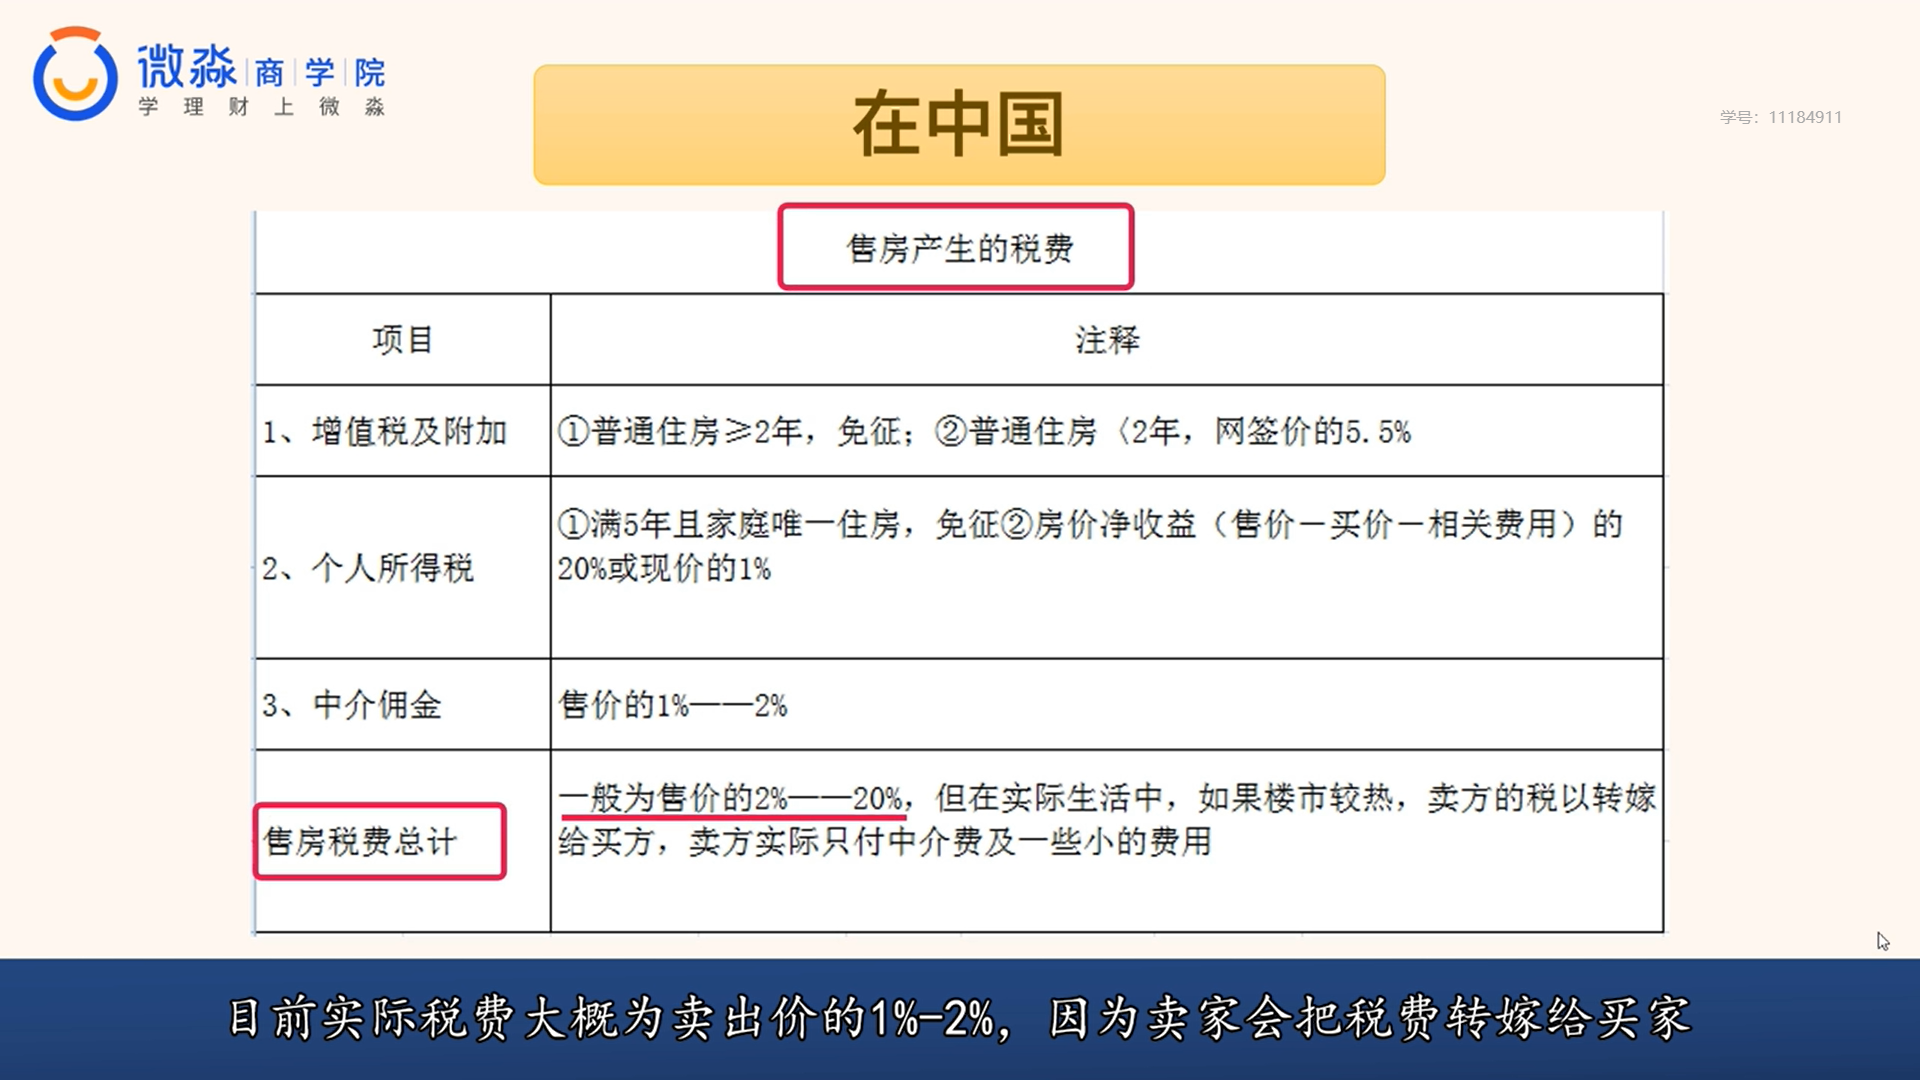 微淼 商学院
学理财上微淼
在中国
学号：11184911
售房产生的税费
项目 注释
1、增值税及附加 ①普通住房≥2年，免征；②普通住房〈2年，网签价的5.5%
2、个人所得税 ①满5年且家庭唯一住房，免征②房价净收益（售价－买价－相关费用）的
20%或现价的1%
3、中介佣金 售价的1%——2%
售房税费总计 一般为售价的2%——20%，但在实际生活中，如果楼市较热，卖方的税以转嫁
给买方，卖方实际只付中介费及一些小的费用
目前实际税费大概为卖出价的1%-2%，因为卖家会把税费转嫁给买家